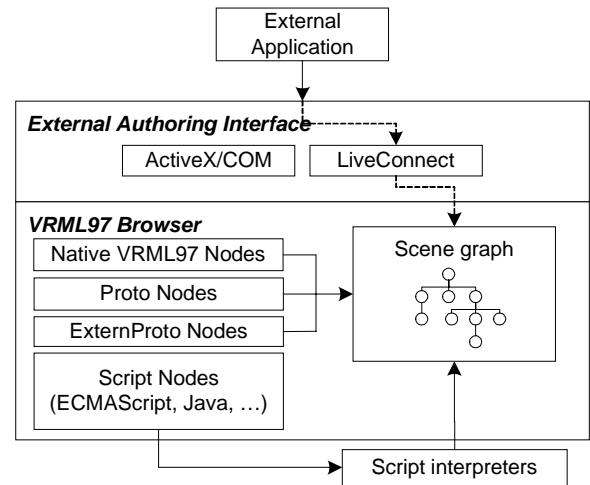 External
Application
External Authoring Interface
ActiveX/COM
LiveConnect
VRML97 Browser
Native VRML97 Nodes
Proto Nodes
ExternProto Nodes
Script Nodes
(ECMAScript, Java, …)
Scene graph
Script interpreters